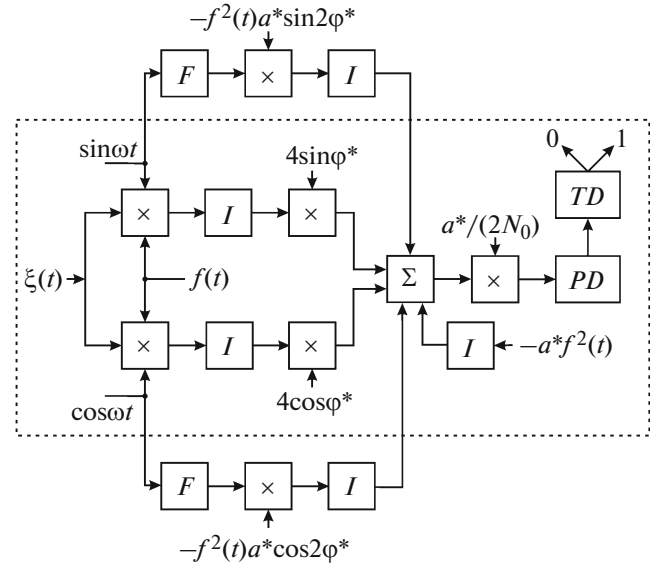 −f²(t)a*sin2φ*
F × I
sinωt
4sinφ*
0 1
× I ×
TD
a*/(2N₀)
ξ(t) f(t) Σ × PD
× I × I −a*f²(t)
cosωt
4cosφ*
F × I
−f²(t)a*cos2φ*